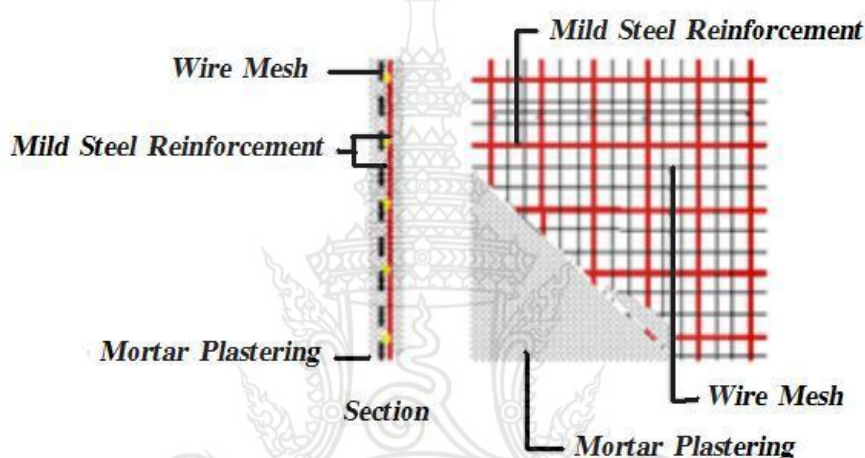 Mild Steel Reinforcement
Wire Mesh
Mild Steel Reinforcement
Mortar Plastering
Section
Wire Mesh
Mortar Plastering